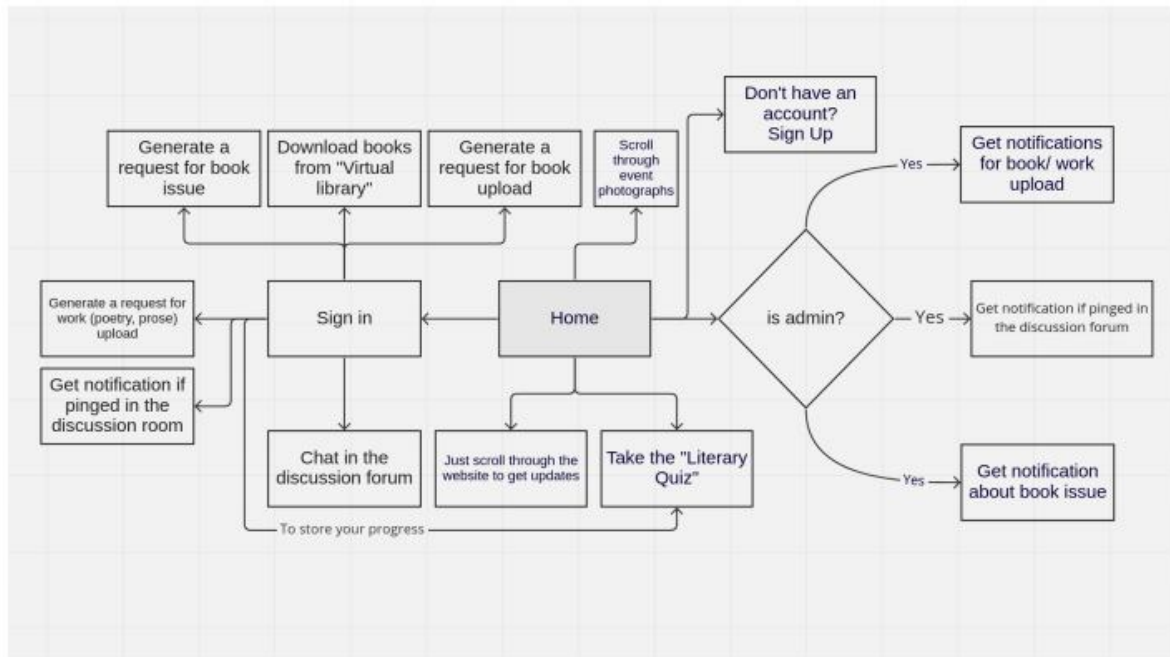 Don't have an
account?
Sign Up
Generate a
request for book
issue
Download books
from "Virtual
library"
Generate a
request for book
upload
Scroll
through
event
photographs
Yes
Get notifications
for book/ work
upload
Generate a request for
work (poetry, prose)
upload
Sign in
Home
is admin?
Yes
Get notification if pinged in
the discussion forum
Get notification if
pinged in the
discussion room
Chat in the
discussion forum
Just scroll through the
website to get updates
Take the "Literary
Quiz"
Yes
Get notification
about book issue
To store your progress